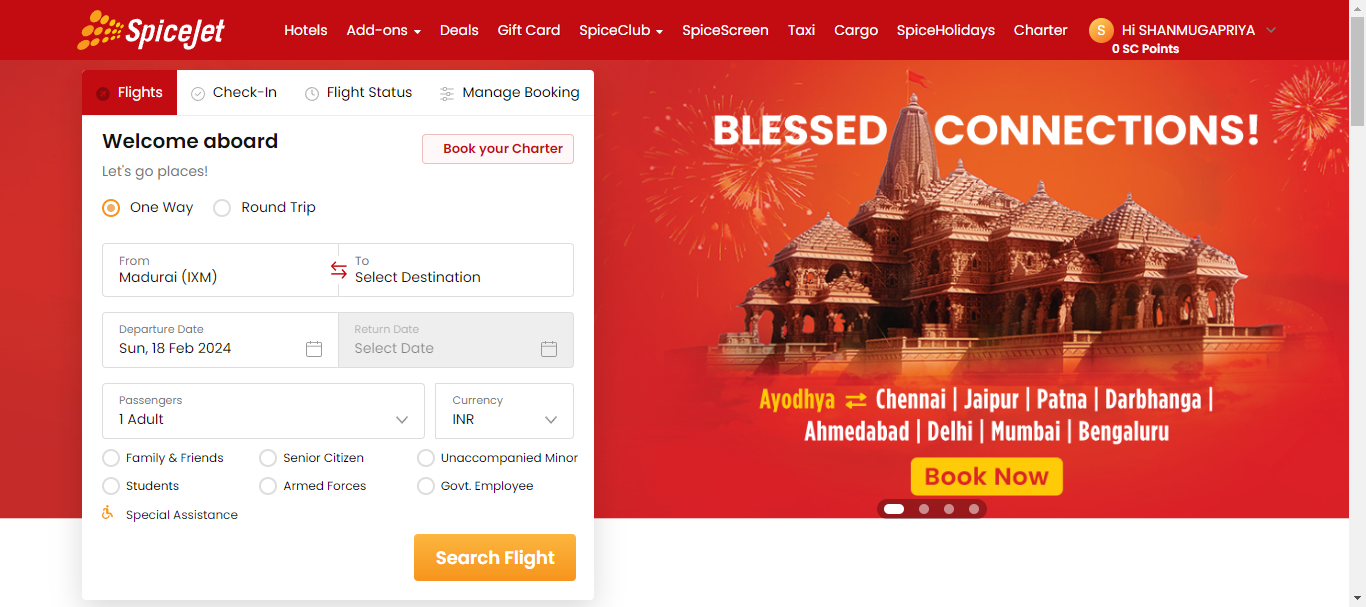 SpiceJet
Hotels Add-ons Deals Gift Card SpiceClub SpiceScreen Taxi Cargo SpiceHolidays Charter S Hi SHANMUGAPRIYA
0 SC Points
Flights Check-In Flight Status Manage Booking
Welcome aboard
Book your Charter
Let's go places!
One Way Round Trip
From To
Madurai (IXM) Select Destination
Departure Date Return Date
Sun, 18 Feb 2024 Select Date
Passengers Currency
1 Adult INR
Family & Friends Senior Citizen Unaccompanied Minor
Students Armed Forces Govt. Employee
Special Assistance
Search Flight
BLESSED CONNECTIONS!
Ayodhya ⇄ Chennai | Jaipur | Patna | Darbhanga |
Ahmedabad | Delhi | Mumbai | Bengaluru
Book Now